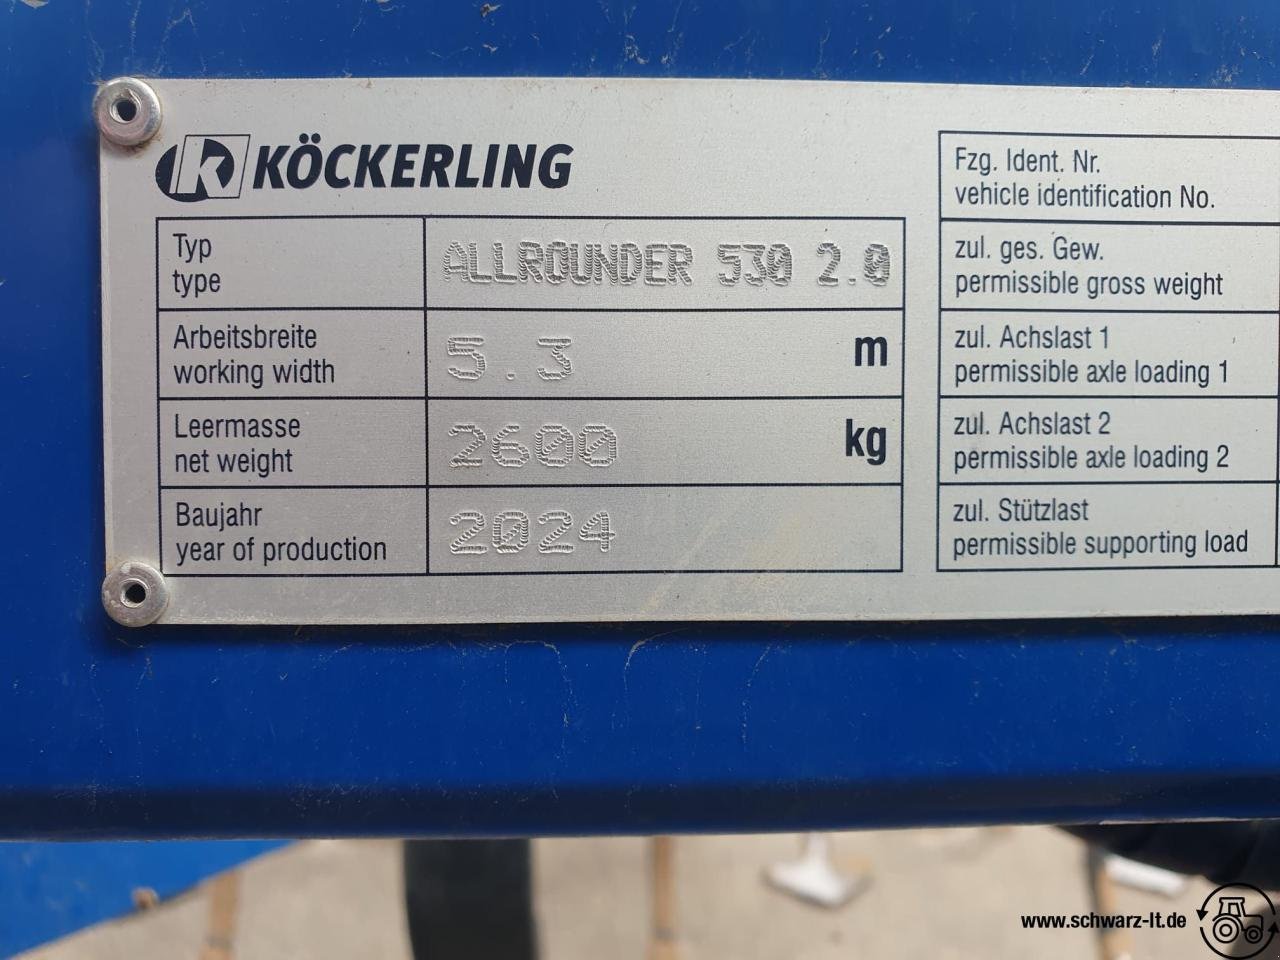 k KÖCKERLING
Typ
type
ALLROUNDER 530 2.0
Arbeitsbreite
working width
5.3 m
Leermasse
net weight
2600 kg
Baujahr
year of production
2024
Fzg. Ident. Nr.
vehicle identification No.
zul. ges. Gew.
permissible gross weight
zul. Achslast 1
permissible axle loading 1
zul. Achslast 2
permissible axle loading 2
zul. Stützlast
permissible supporting load
www.schwarz-lt.de